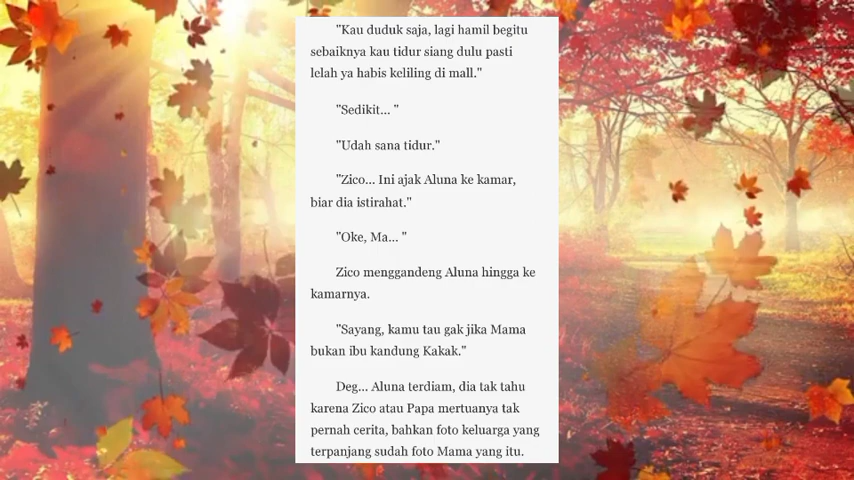 "Kau duduk saja, lagi hamil begitu
sebaiknya kau tidur siang dulu pasti
lelah ya habis keliling di mall."
"Sedikit... "
"Udah sana tidur."
"Zico... Ini ajak Aluna ke kamar,
biar dia istirahat."
"Oke, Ma... "
Zico menggandeng Aluna hingga ke
kamarnya.
"Sayang, kamu tau gak jika Mama
bukan ibu kandung Kakak."
Deg... Aluna terdiam, dia tak tahu
karena Zico atau Papa mertuanya tak
pernah cerita, bahkan foto keluarga yang
terpanjang sudah foto Mama yang itu.